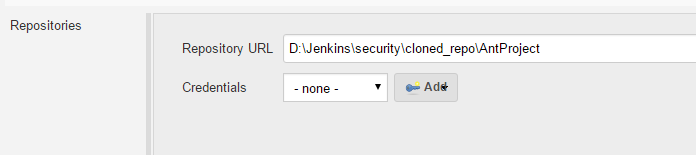 Repositories
Repository URL D:\Jenkins\security\cloned_repo\AntProject
Credentials - none - Add